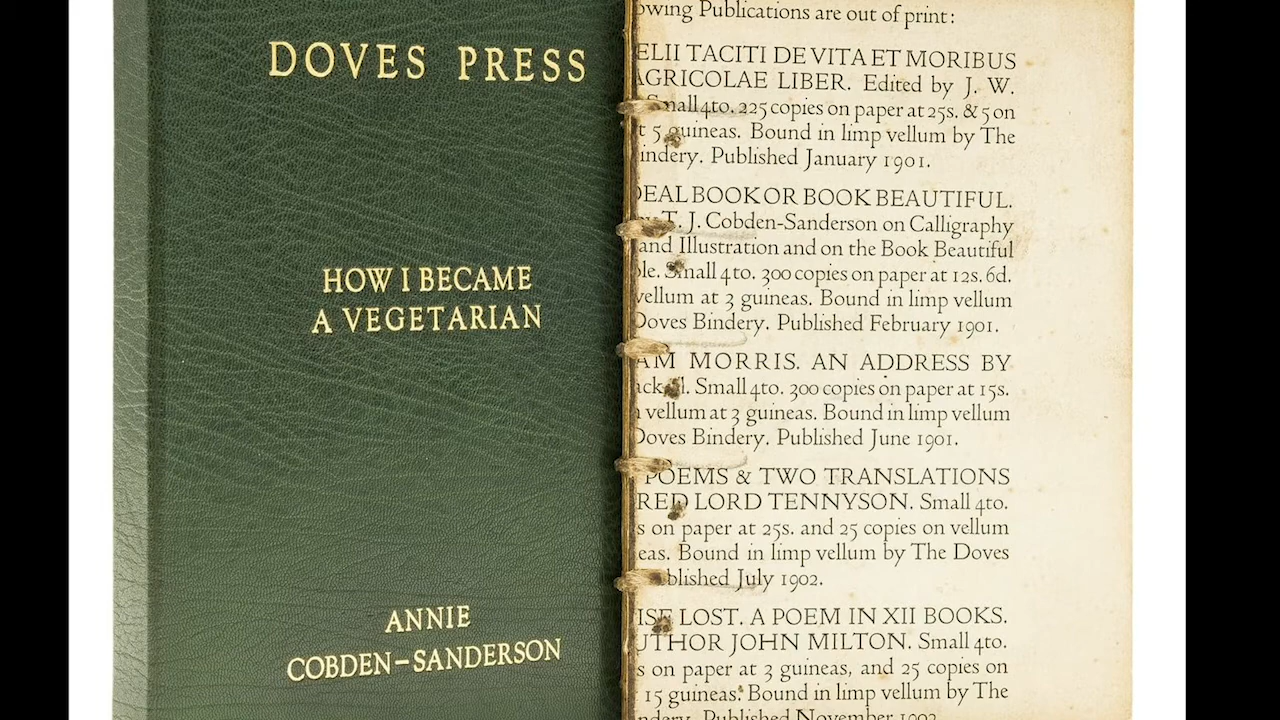 DOVES PRESS
HOW I BECAME
A VEGETARIAN
ANNIE
COBDEN-SANDERSON
owing Publications are out of print:
ELII TACITI DE VITA ET MORIBUS
AGRICOLAE LIBER. Edited by J. W.
Small 4to. 225 copies on paper at 25s. & 5 on
t 5 guineas. Bound in limp vellum by The
indery. Published January 1901.
DEAL BOOK OR BOOK BEAUTIFUL.
by T. J. Cobden-Sanderson on Calligraphy
and Illustration and on the Book Beautiful
ole. Small 4to. 300 copies on paper at 12s. 6d.
vellum at 3 guineas. Bound in limp vellum
Doves Bindery. Published February 1901.
AM MORRIS. AN ADDRESS BY
Small 4to. 300 copies on paper at 15s.
n vellum at 3 guineas. Bound in limp vellum
Doves Bindery. Published June 1901.
POEMS & TWO TRANSLATIONS
RED LORD TENNYSON. Small 4to.
s on paper at 25s. and 25 copies on vellum
eas. Bound in limp vellum by The Doves
blished July 1902.
ISE LOST. A POEM IN XII BOOKS.
UTHOR JOHN MILTON. Small 4to.
s on paper at 3 guineas, and 25 copies on
15 guineas. Bound in limp vellum by The
ndery. Published November 1902.